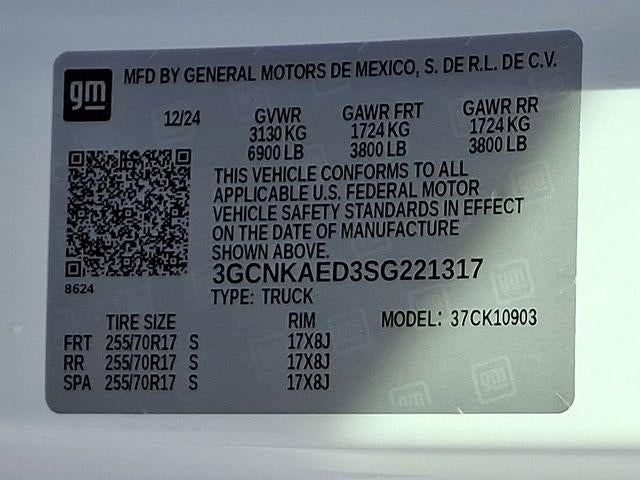 gm
MFD BY GENERAL MOTORS DE MEXICO, S. DE R.L. DE C.V.
12/24 GVWR GAWR FRT GAWR RR
3130 KG 1724 KG 1724 KG
6900 LB 3800 LB 3800 LB
THIS VEHICLE CONFORMS TO ALL
APPLICABLE U.S. FEDERAL MOTOR
VEHICLE SAFETY STANDARDS IN EFFECT
ON THE DATE OF MANUFACTURE
SHOWN ABOVE.
3GCNKAED3SG221317
8624
TYPE: TRUCK
TIRE SIZE RIM MODEL: 37CK10903
FRT 255/70R17 S 17X8J
RR 255/70R17 S 17X8J
SPA 255/70R17 S 17X8J
gm
gm
gm